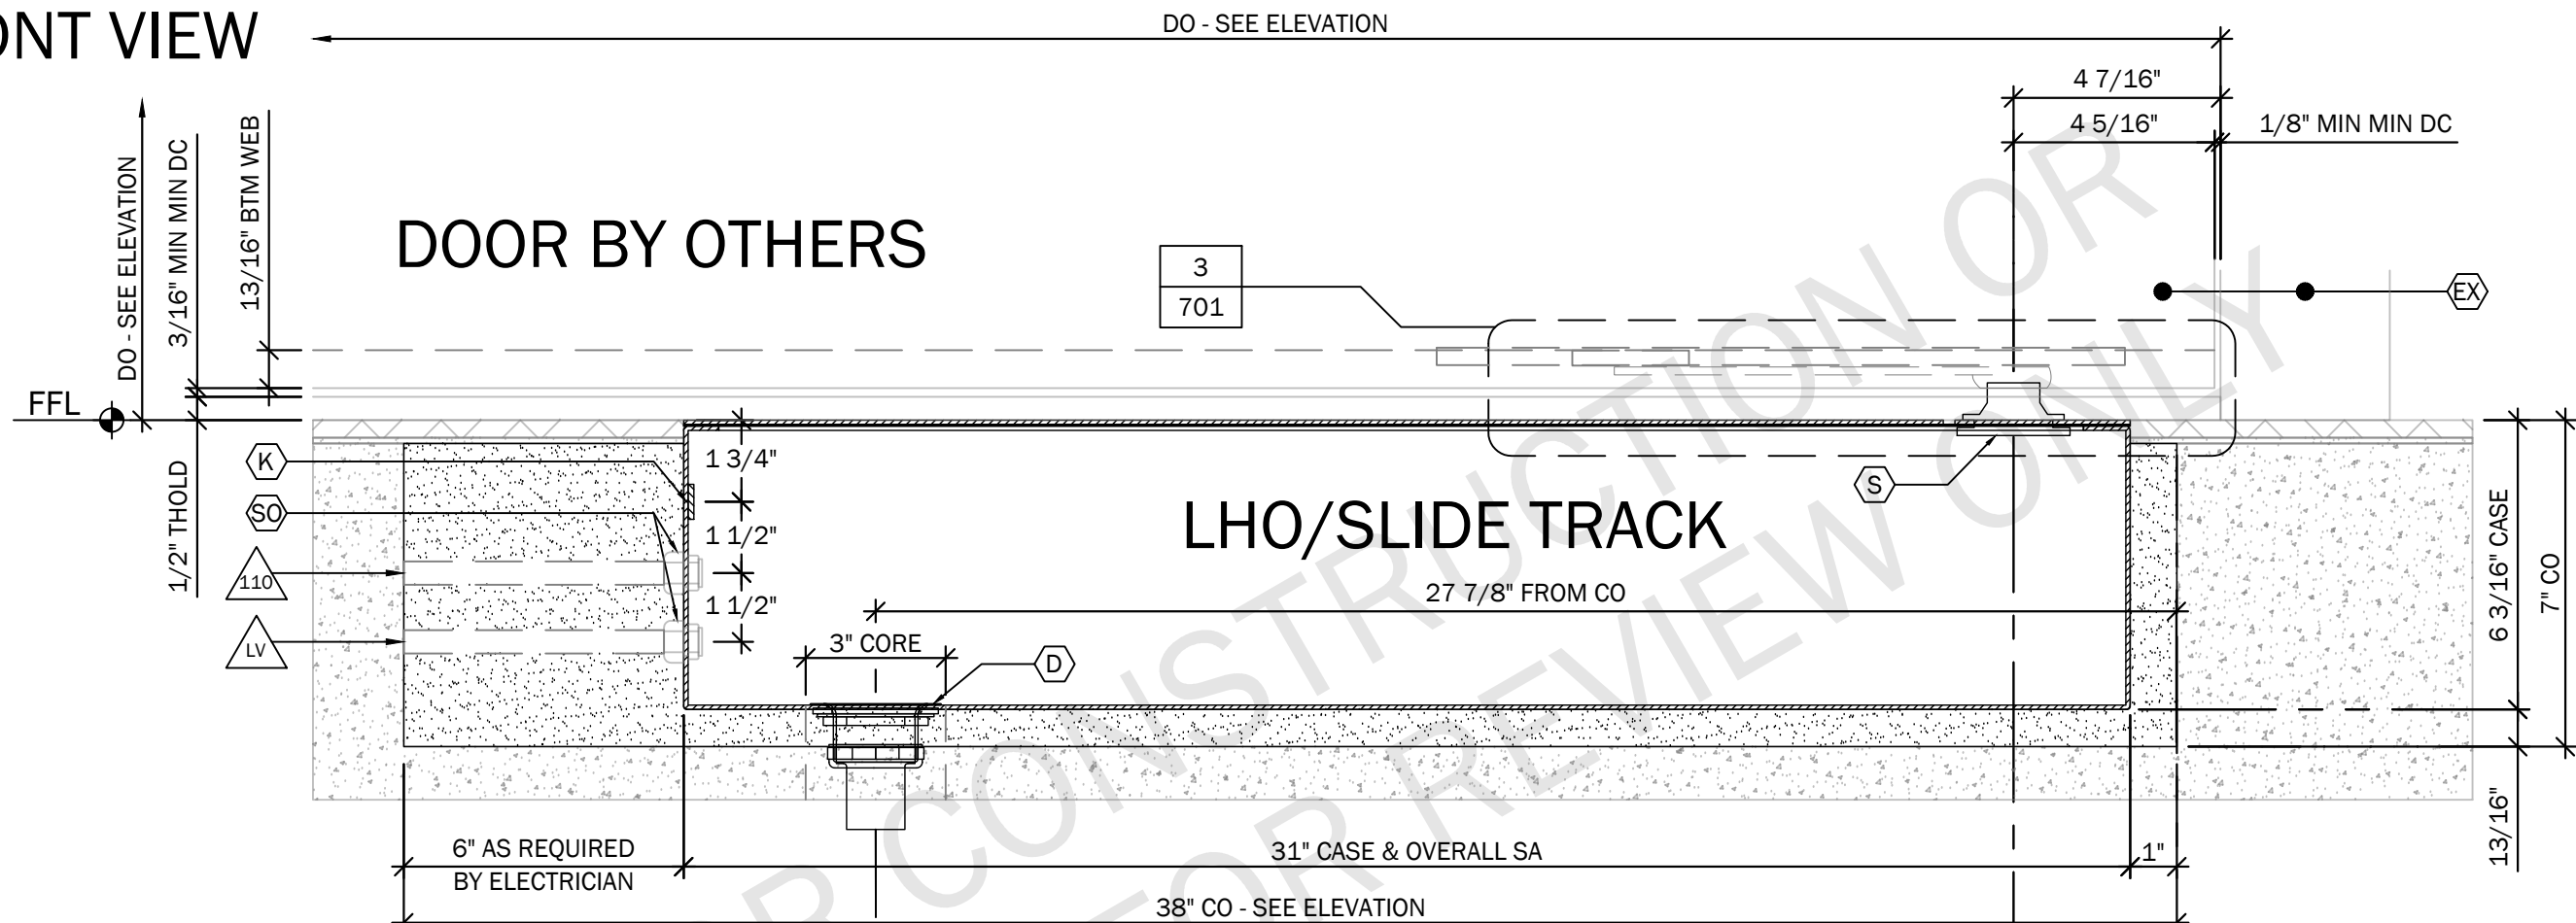 ONT VIEW
DO - SEE ELEVATION
4 7/16"
4 5/16"
1/8" MIN MIN DC
DO - SEE ELEVATION
3/16" MIN MIN DC
13/16" BTM WEB
DOOR BY OTHERS
3
701
EX
FFL
1/2" THOLD
K
SO
110
LV
1 3/4"
1 1/2"
1 1/2"
S
LHO/SLIDE TRACK
27 7/8" FROM CO
3" CORE
D
6 3/16" CASE
7" CO
13/16"
6" AS REQUIRED
BY ELECTRICIAN
31" CASE & OVERALL SA
1"
38" CO - SEE ELEVATION
R CONSTRUCTION OR
FOR REVIEW ONLY